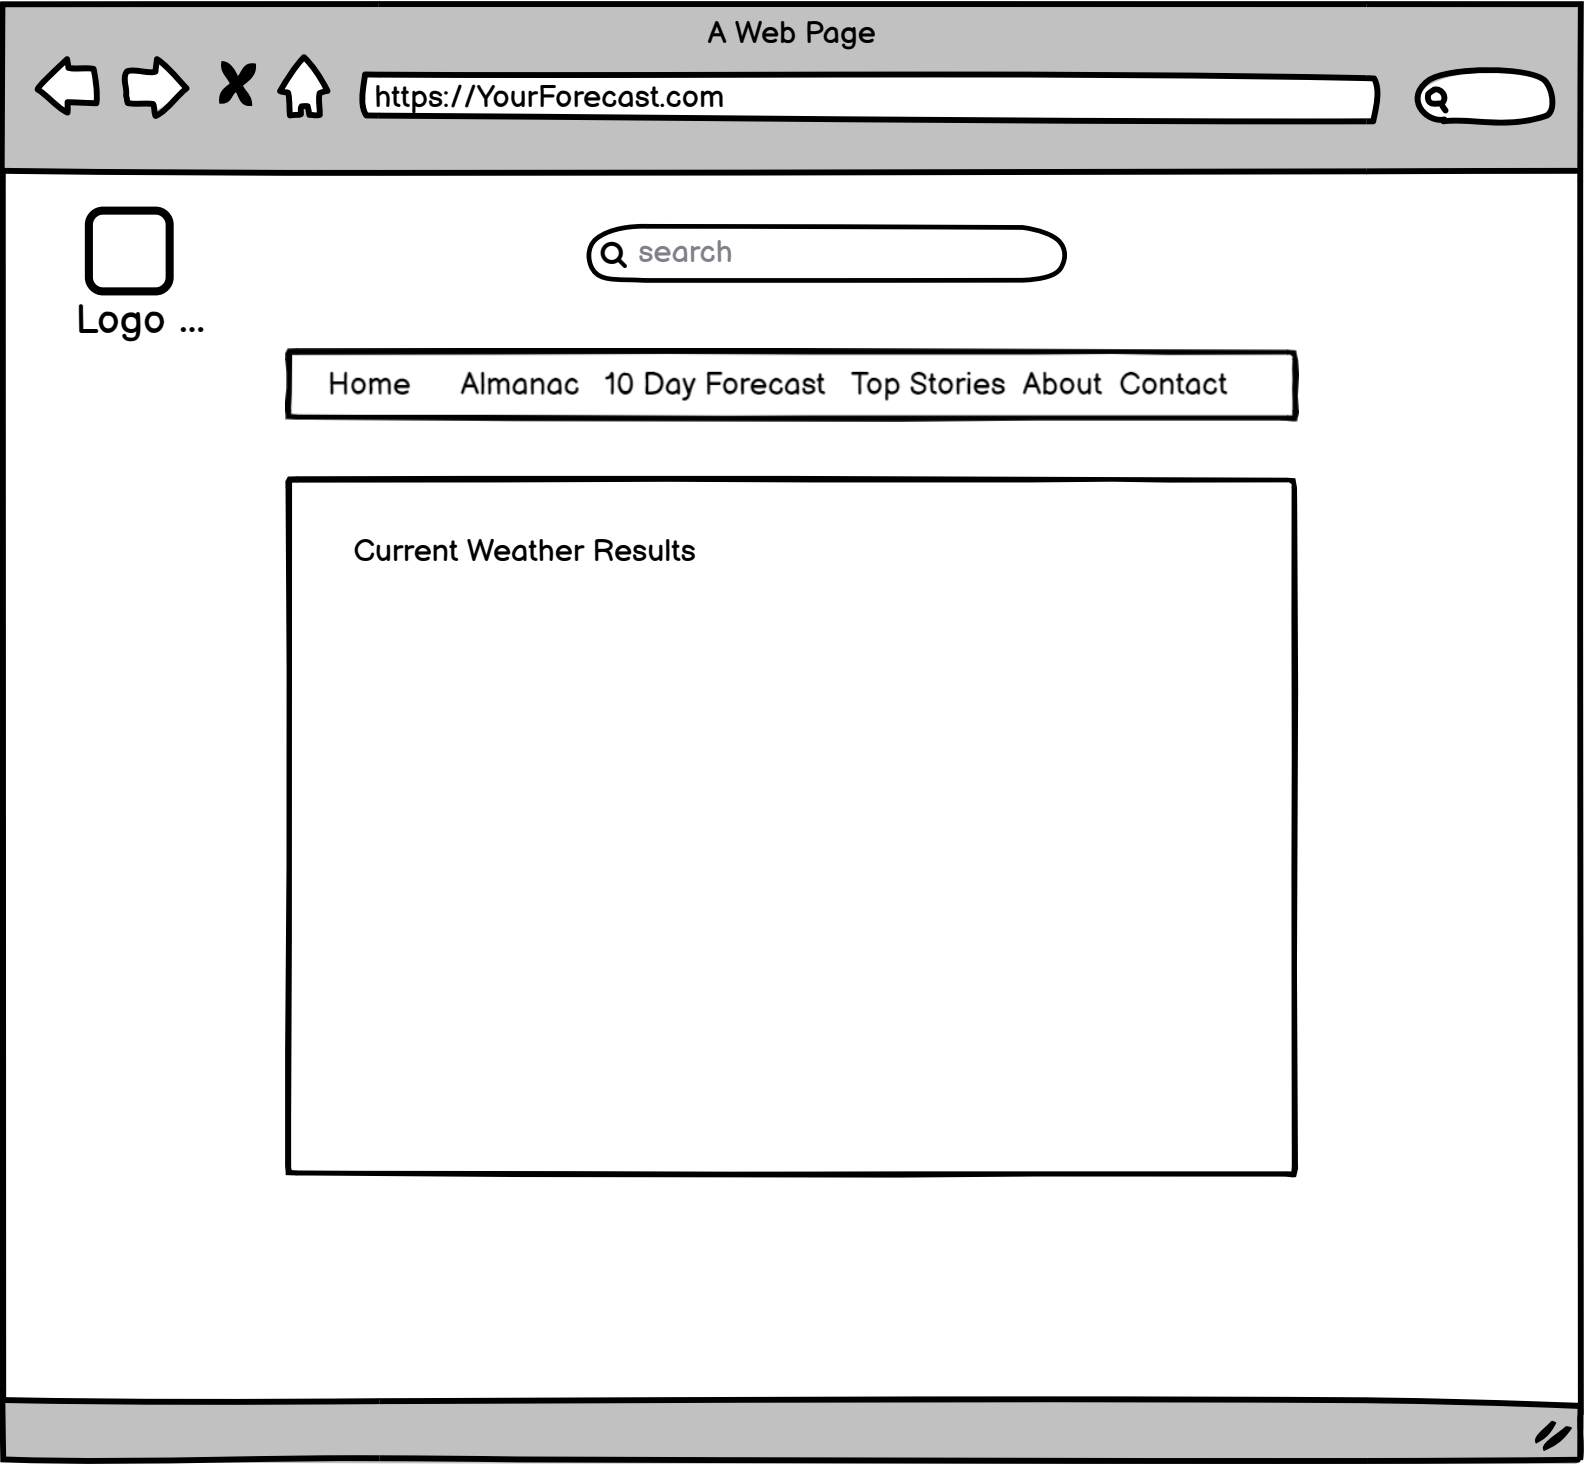 A Web Page
https://YourForecast.com
search
Logo ...
Home Almanac 10 Day Forecast Top Stories About Contact
Current Weather Results